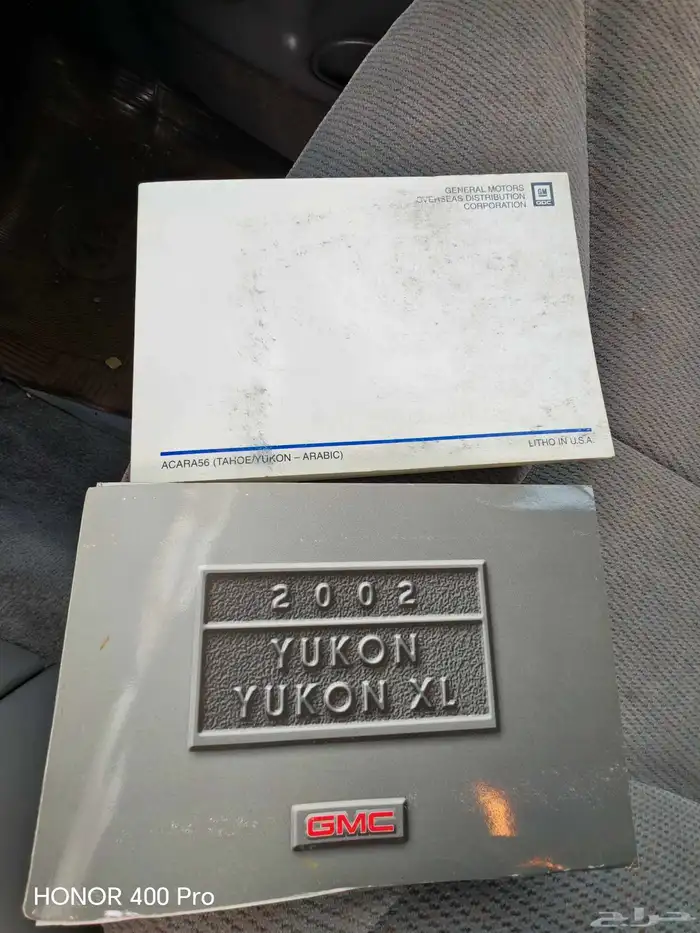 GENERAL MOTORS
OVERSEAS DISTRIBUTION
CORPORATION
GM
ACARA56 (TAHOE/YUKON – ARABIC)
LITHO IN U.S.A.
2002
YUKON
YUKON XL
GMC
HONOR 400 Pro
حراج